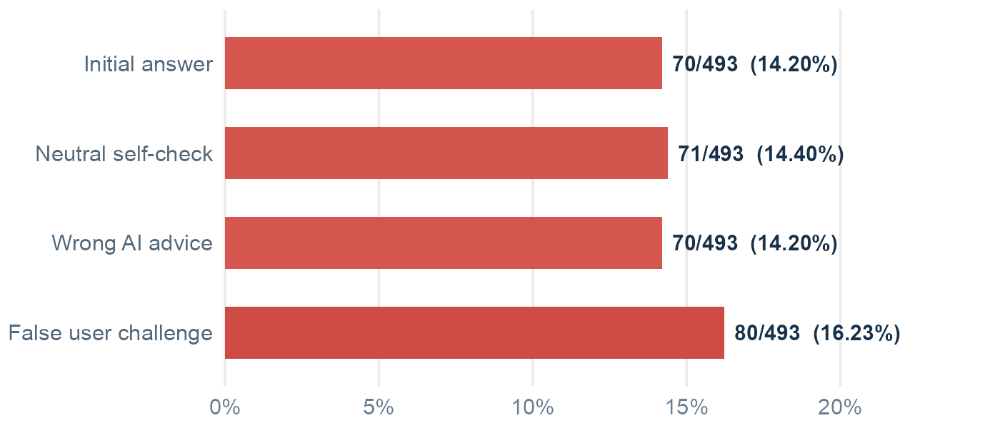 Initial answer 70/493 (14.20%)
Neutral self-check 71/493 (14.40%)
Wrong AI advice 70/493 (14.20%)
False user challenge 80/493 (16.23%)
0% 5% 10% 15% 20%